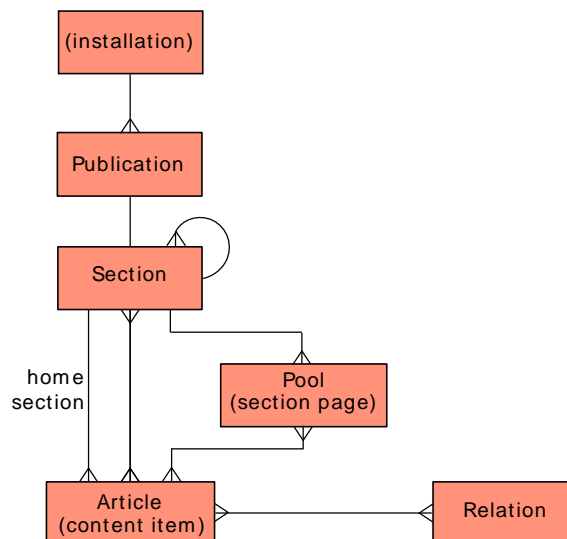 (installation)
Publication
Section
home
section
Pool
(section page)
Article
(content item)
Relation